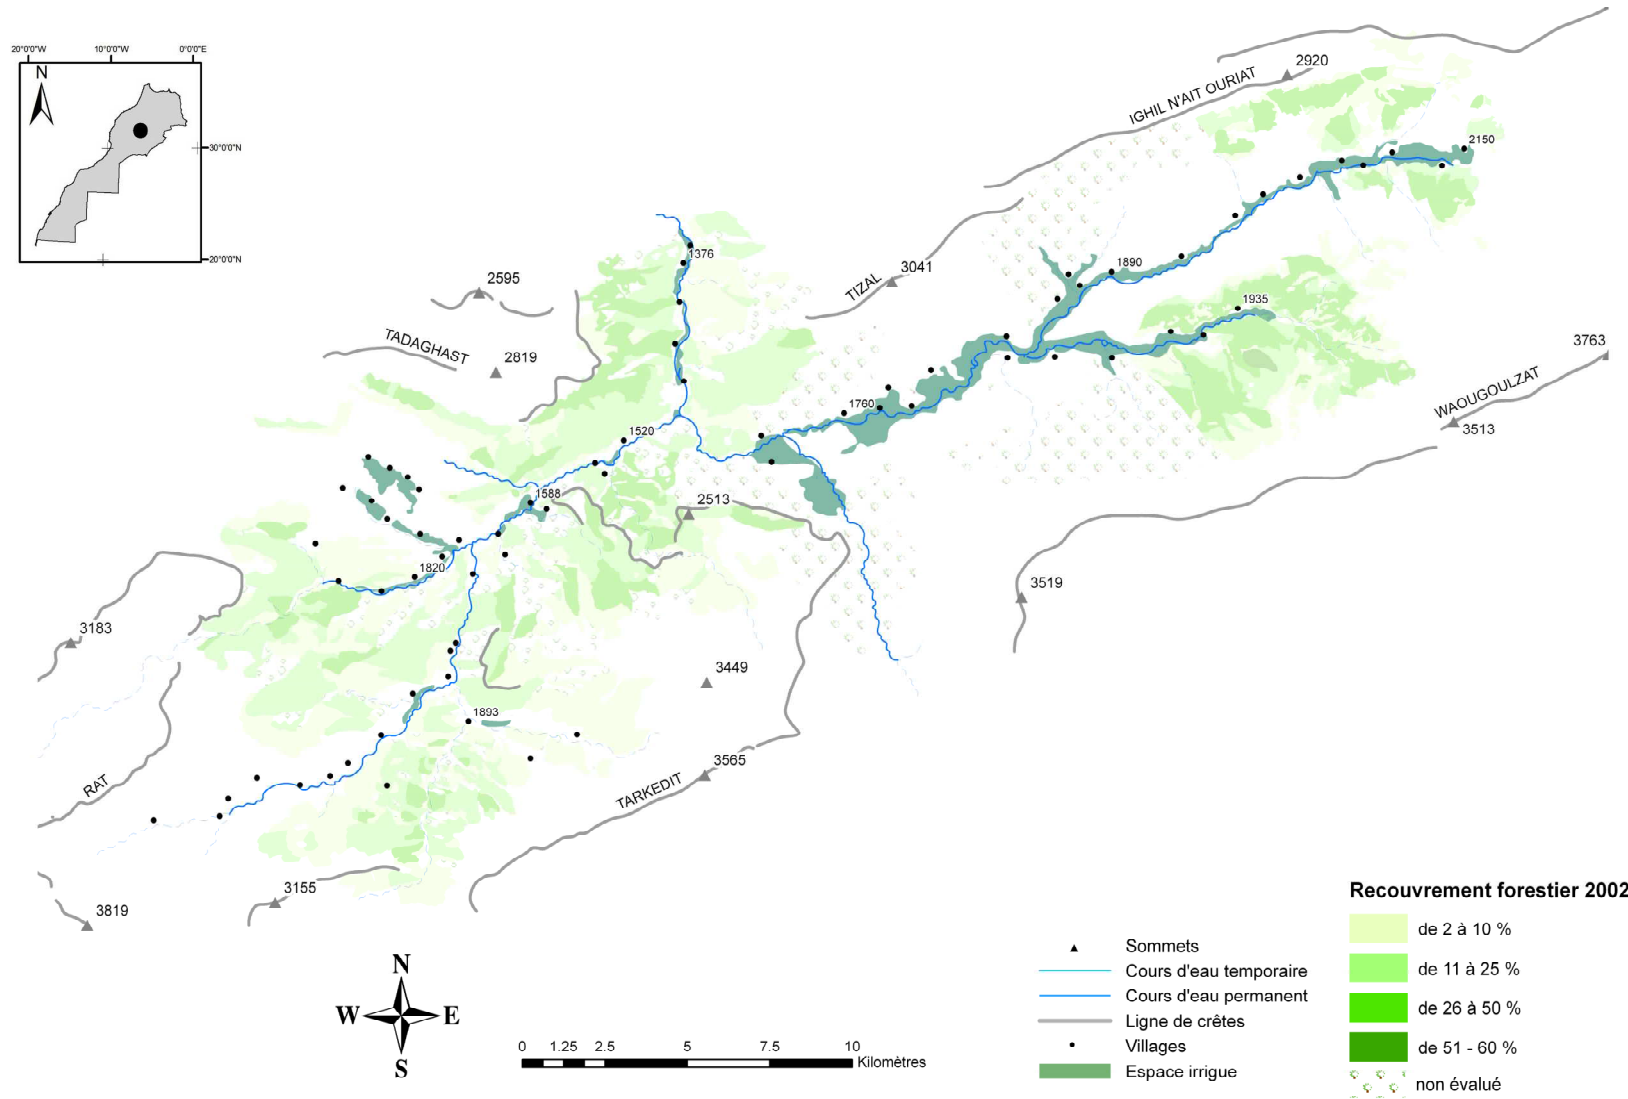 20°0'0"W
10°0'0"W
0°0'0"E
N
30°0'0"N
20°0'0"N
2920
IGHIL N'AIT OURIAT
2150
1376
2595
3041
TIZAL
1890
1935
TADAGHAST
2819
3763
WAOUGOULZAT
3513
1760
1520
1588
2513
1820
3519
3183
3449
1893
3565
TARKEDIT
RAT
3155
3819
N
W
E
S
0
1.25
2.5
5
7.5
10
Kilomètres
Sommets
Cours d'eau temporaire
Cours d'eau permanent
Ligne de crêtes
Villages
Espace irrigue
Recouvrement forestier 2002
de 2 à 10 %
de 11 à 25 %
de 26 à 50 %
de 51 - 60 %
non évalué